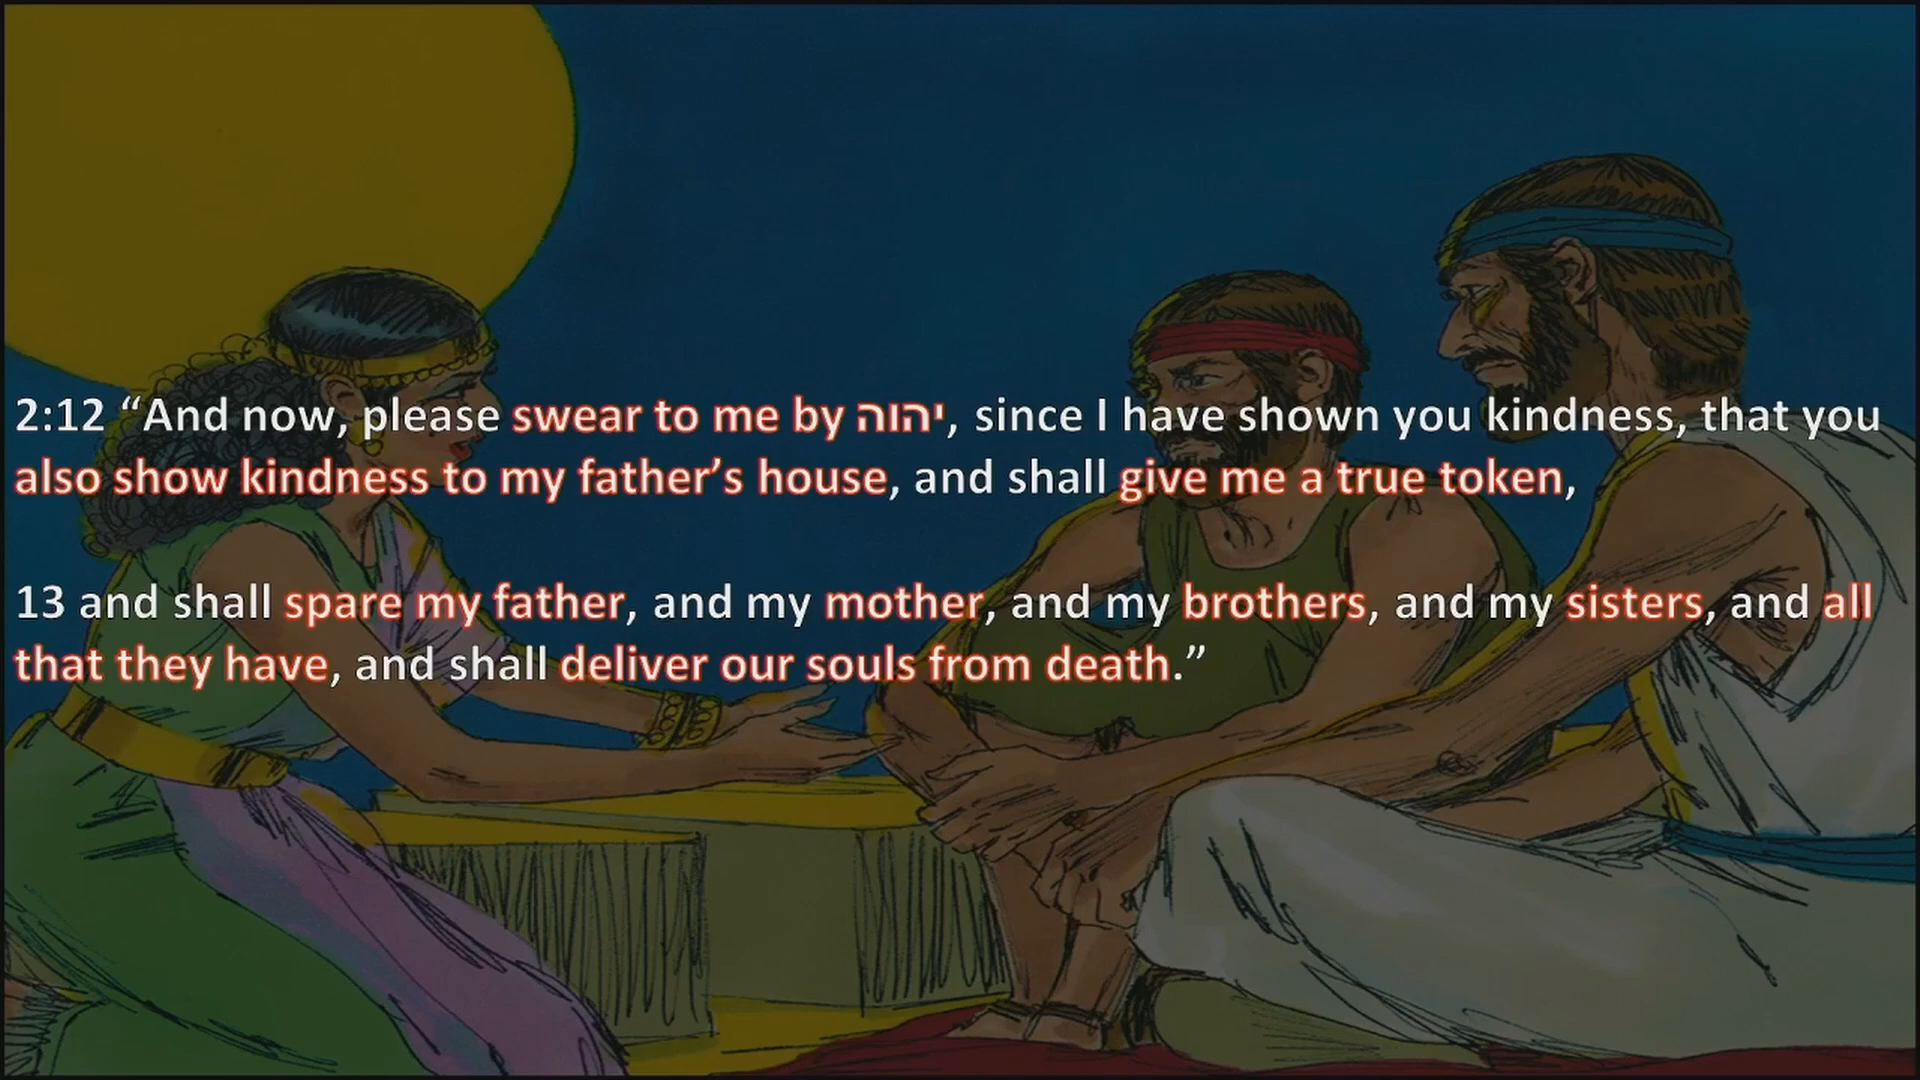 2:12 “And now, please swear to me by יהוה, since I have shown you kindness, that you
also show kindness to my father’s house, and shall give me a true token,
13 and shall spare my father, and my mother, and my brothers, and my sisters, and all
that they have, and shall deliver our souls from death.”